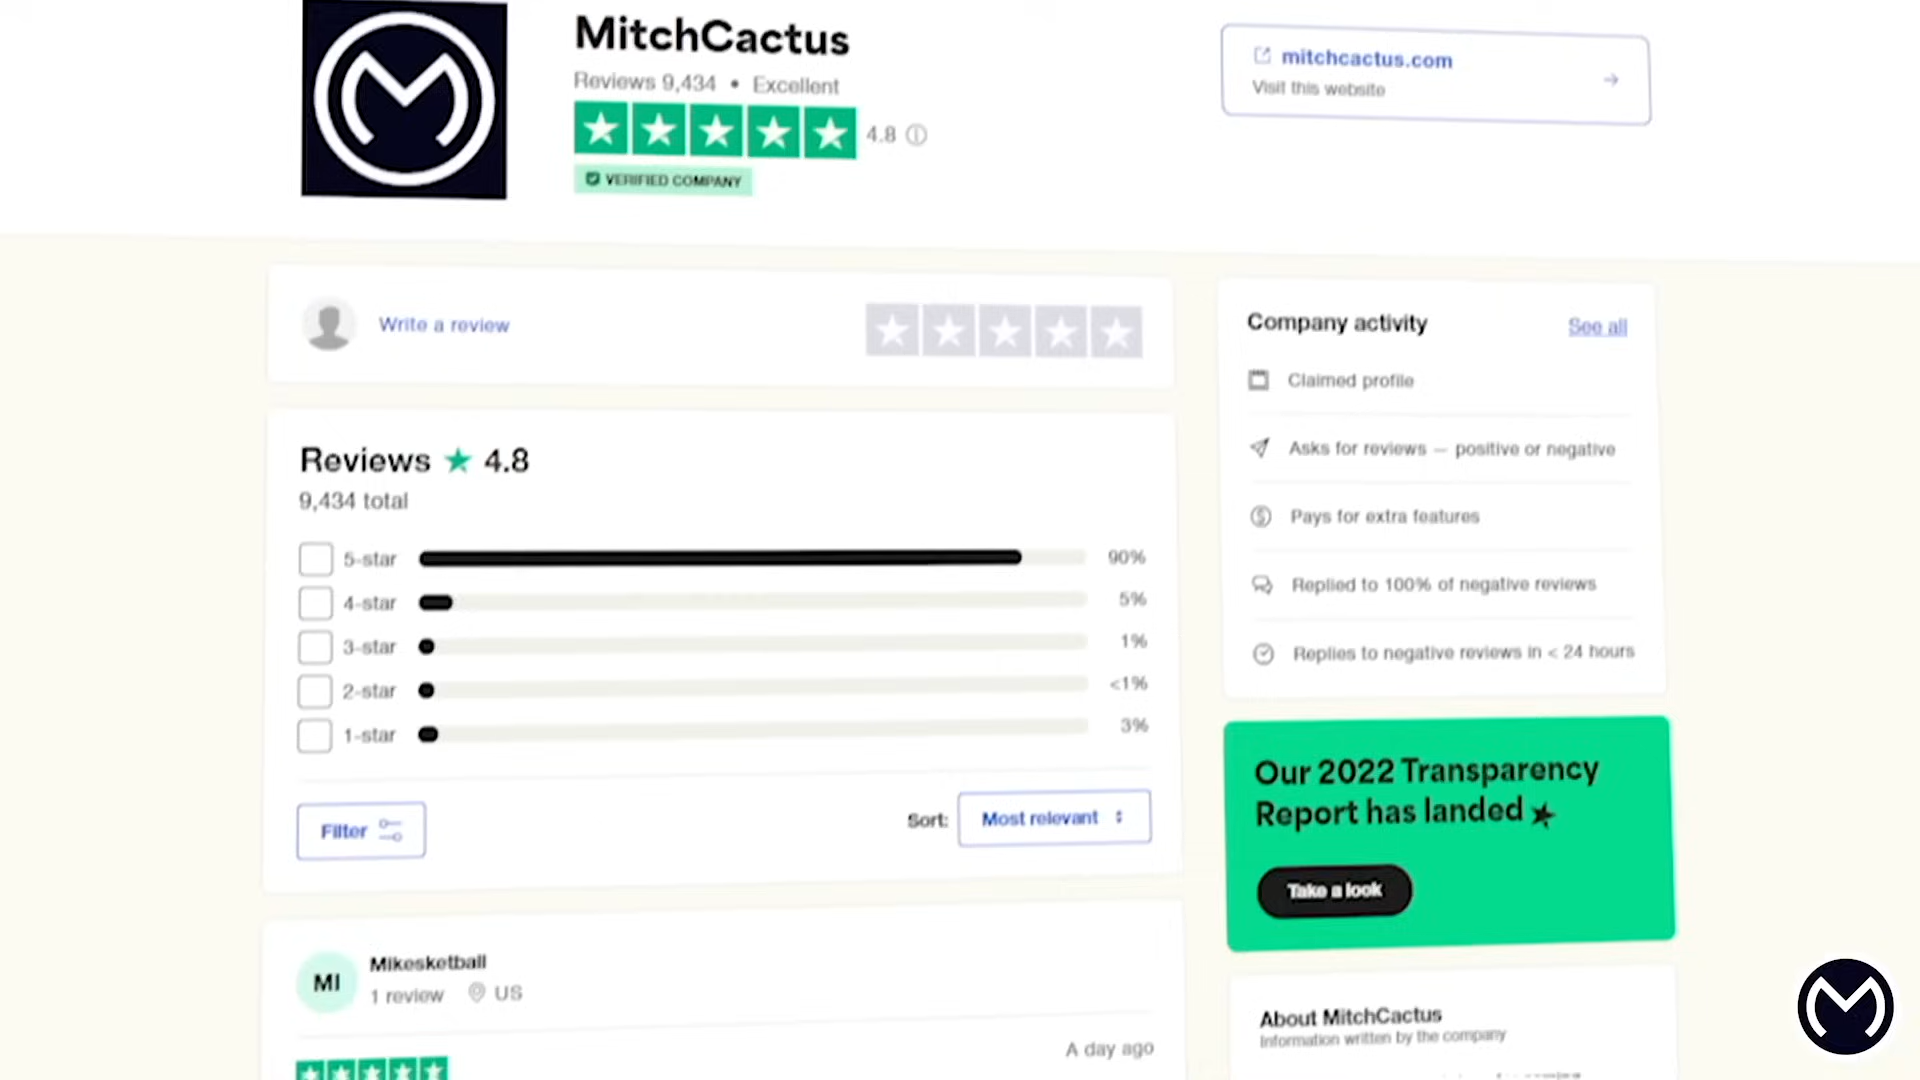 MitchCactus
Reviews 9,434 • Excellent
4.8
VERIFIED COMPANY
mitchcactus.com
Visit this website
Write a review
Reviews ★ 4.8
9,434 total
5-star 90%
4-star 5%
3-star 1%
2-star <1%
1-star 3%
Filter
Sort: Most relevant
MI
Mikesketball
1 review US
A day ago
Company activity See all
Claimed profile
Asks for reviews — positive or negative
Pays for extra features
Replied to 100% of negative reviews
Replies to negative reviews in < 24 hours
Our 2022 Transparency
Report has landed
Take a look
About MitchCactus
Information written by the company